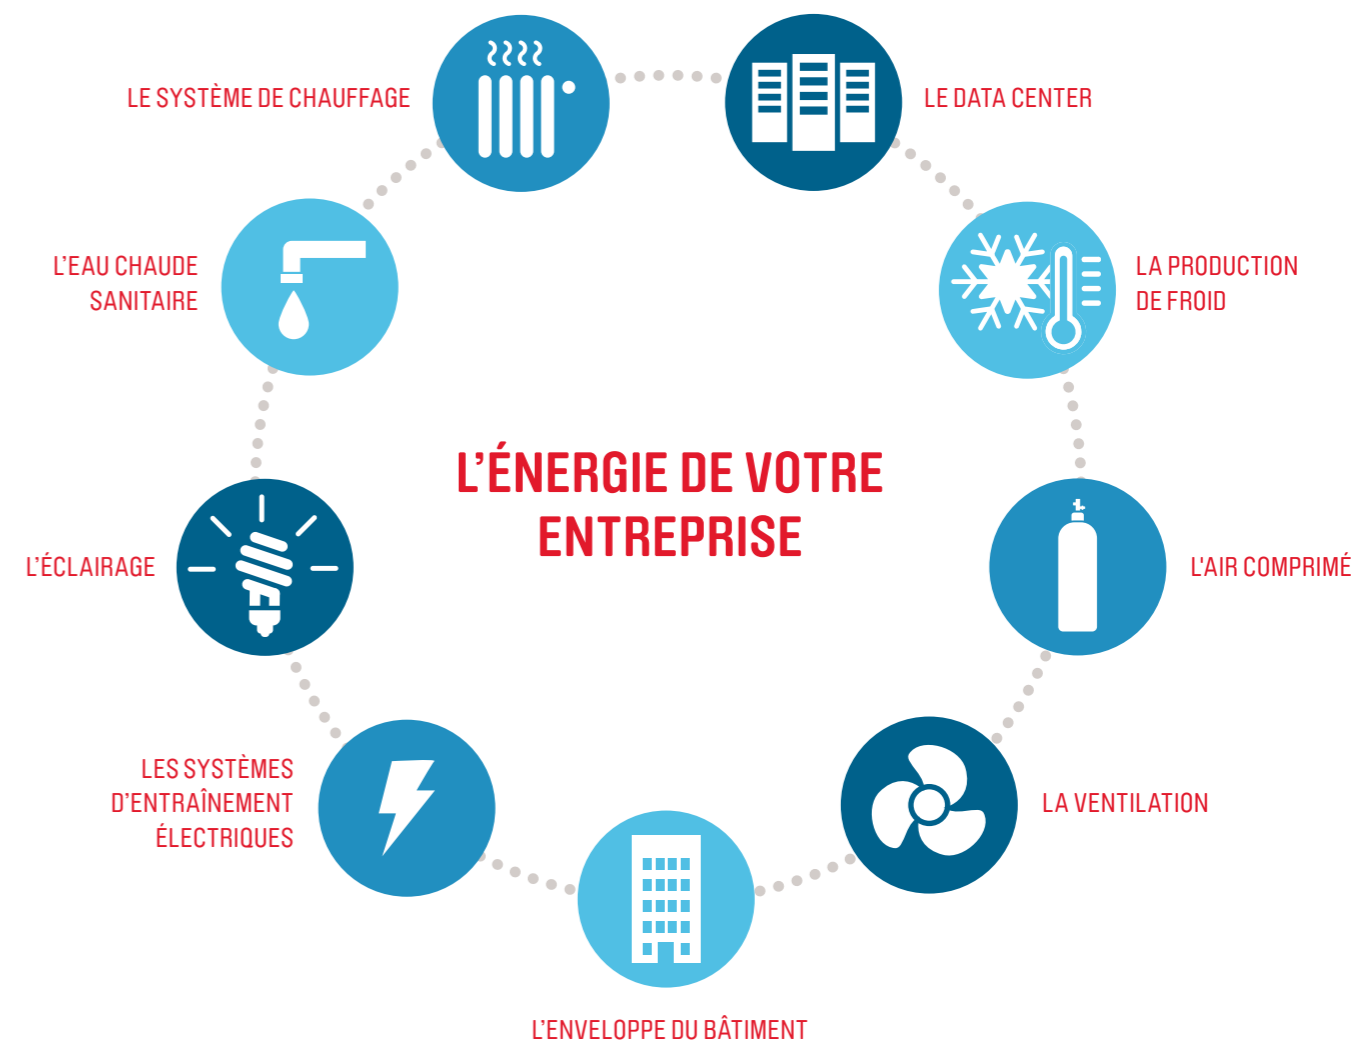 LE SYSTÈME DE CHAUFFAGE
LE DATA CENTER
L'EAU CHAUDE
SANITAIRE
LA PRODUCTION
DE FROID
L'ÉNERGIE DE VOTRE
ENTREPRISE
L'ÉCLAIRAGE
L'AIR COMPRIMÉ
LES SYSTÈMES
D'ENTRAÎNEMENT
ÉLECTRIQUES
LA VENTILATION
L'ENVELOPPE DU BÂTIMENT